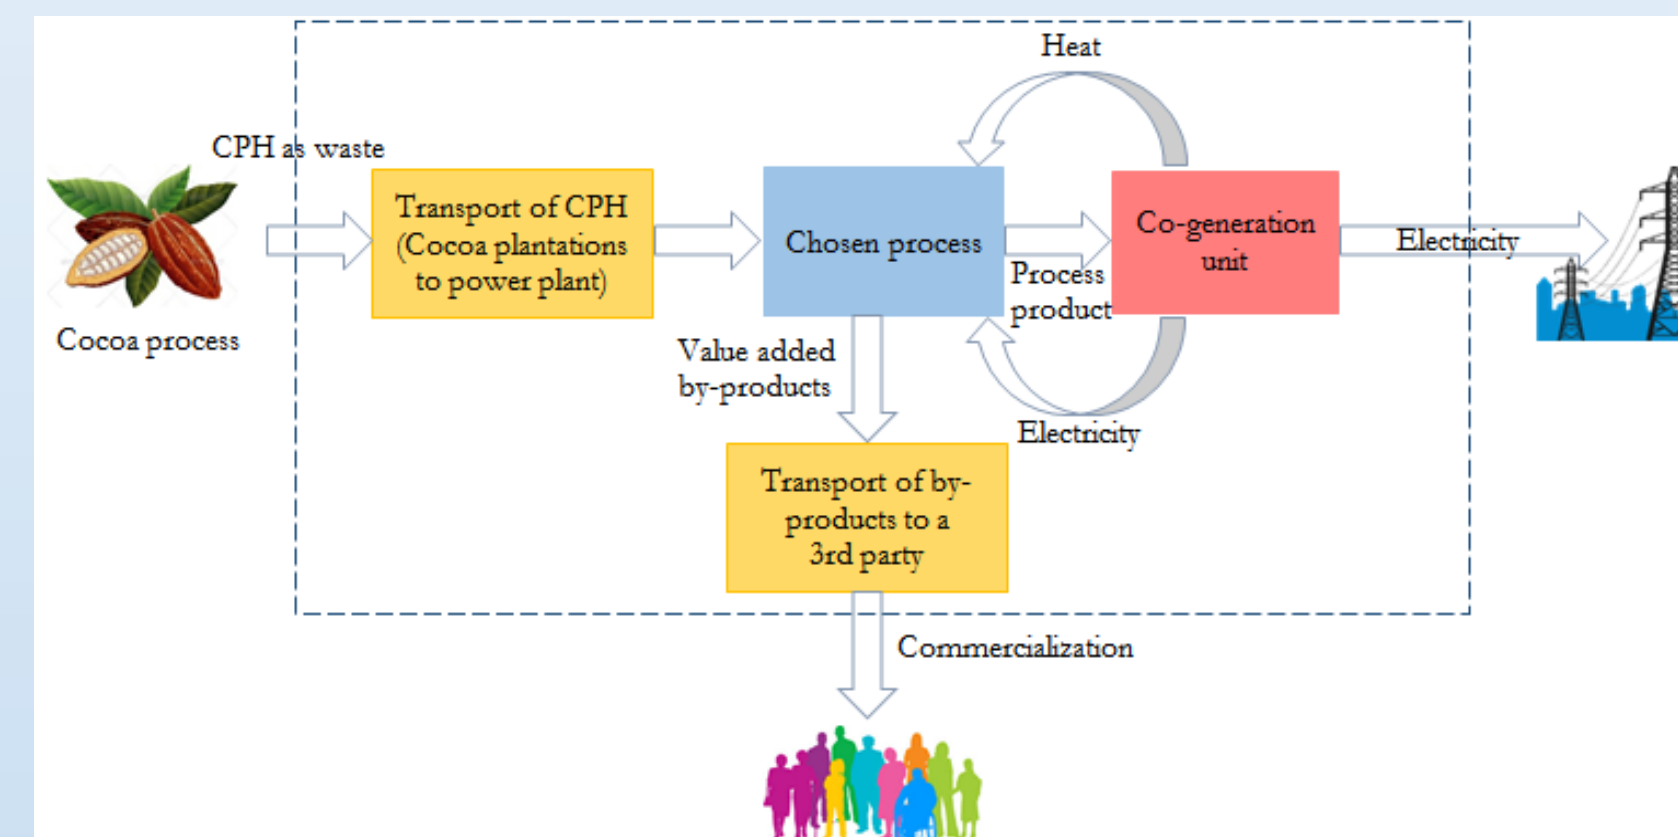 Heat
CPH as waste
Transport of CPH
(Cocoa plantations
to power plant)
Chosen process
Process
product
Co-generation
unit
Electricity
Cocoa process
Value added
by-products
Electricity
Transport of by-
products to a
3rd party
Commercialization